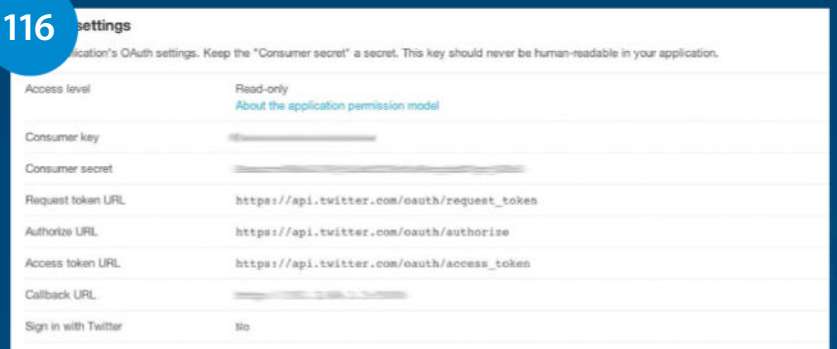 116
settings
ication's OAuth settings. Keep the "Consumer secret" a secret. This key should never be human-readable in your application.
Access level Read-only
About the application permission model
Consumer key
Consumer secret
Request token URL https://api.twitter.com/oauth/request_token
Authorize URL https://api.twitter.com/oauth/authorize
Access token URL https://api.twitter.com/oauth/access_token
Callback URL
Sign in with Twitter No